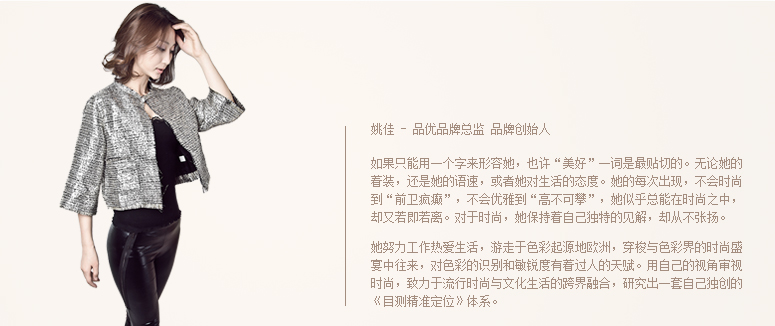 姚佳 - 品优品牌总监 品牌创始人
如果只能用一个字来形容她，也许“美好”一词是最贴切的。无论她的
着装，还是她的语速，或者她对生活的态度。她的每次出现，不会时尚
到“前卫疯癫”，不会优雅到“高不可攀”，她似乎总能在时尚之中，
却又若即若离。对于时尚，她保持着自己独特的见解，却从不张扬。
她努力工作热爱生活，游走于色彩起源地欧洲，穿梭与色彩界的时尚盛
宴中往来，对色彩的识别和敏锐度有着过人的天赋。用自己的视角审视
时尚，致力于流行时尚与文化生活的跨界融合，研究出一套自己独创的
《目测精准定位》体系。